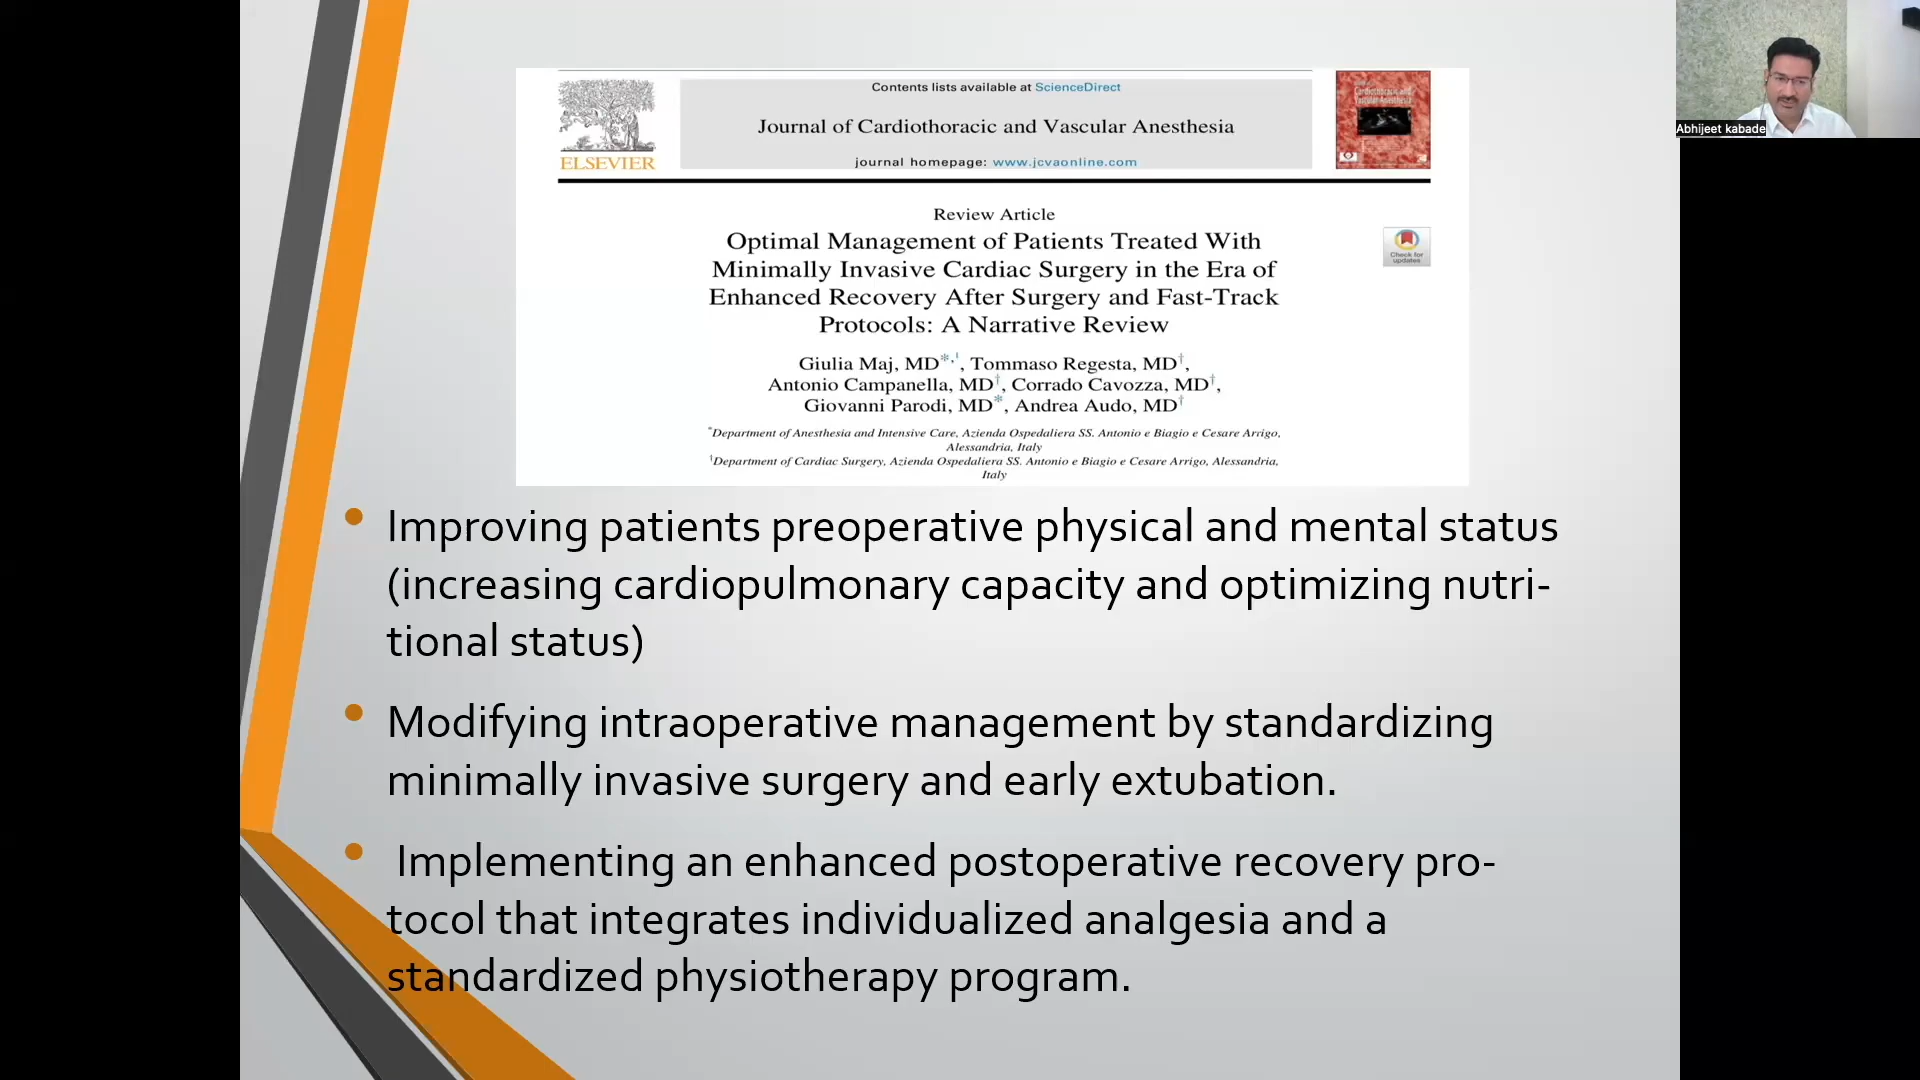 Contents lists available at ScienceDirect
Journal of Cardiothoracic and Vascular Anesthesia
journal homepage: www.jcvaonline.com
ELSEVIER
Cardiothoracic and
Vascular Anesthesia
Abhijeet kabade
Review Article
Optimal Management of Patients Treated With
Minimally Invasive Cardiac Surgery in the Era of
Enhanced Recovery After Surgery and Fast-Track
Protocols: A Narrative Review
Check for
updates
Giulia Maj, MD*,¹, Tommaso Regesta, MD†,
Antonio Campanella, MD†, Corrado Cavozza, MD†,
Giovanni Parodi, MD*, Andrea Audo, MD†
*Department of Anesthesia and Intensive Care, Azienda Ospedaliera SS. Antonio e Biagio e Cesare Arrigo,
Alessandria, Italy
†Department of Cardiac Surgery, Azienda Ospedaliera SS. Antonio e Biagio e Cesare Arrigo, Alessandria,
Italy
• Improving patients preoperative physical and mental status
(increasing cardiopulmonary capacity and optimizing nutri-
tional status)
• Modifying intraoperative management by standardizing
minimally invasive surgery and early extubation.
• Implementing an enhanced postoperative recovery pro-
tocol that integrates individualized analgesia and a
standardized physiotherapy program.